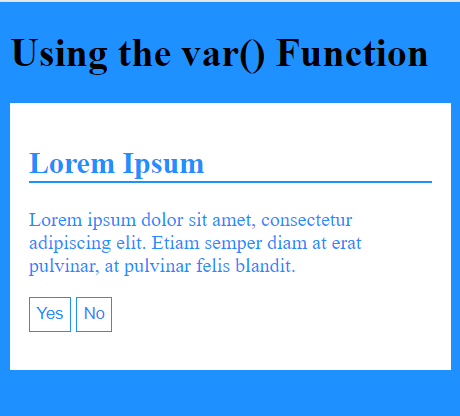 Using the var() Function
Lorem Ipsum
Lorem ipsum dolor sit amet, consectetur
adipiscing elit. Etiam semper diam at erat
pulvinar, at pulvinar felis blandit.
Yes No